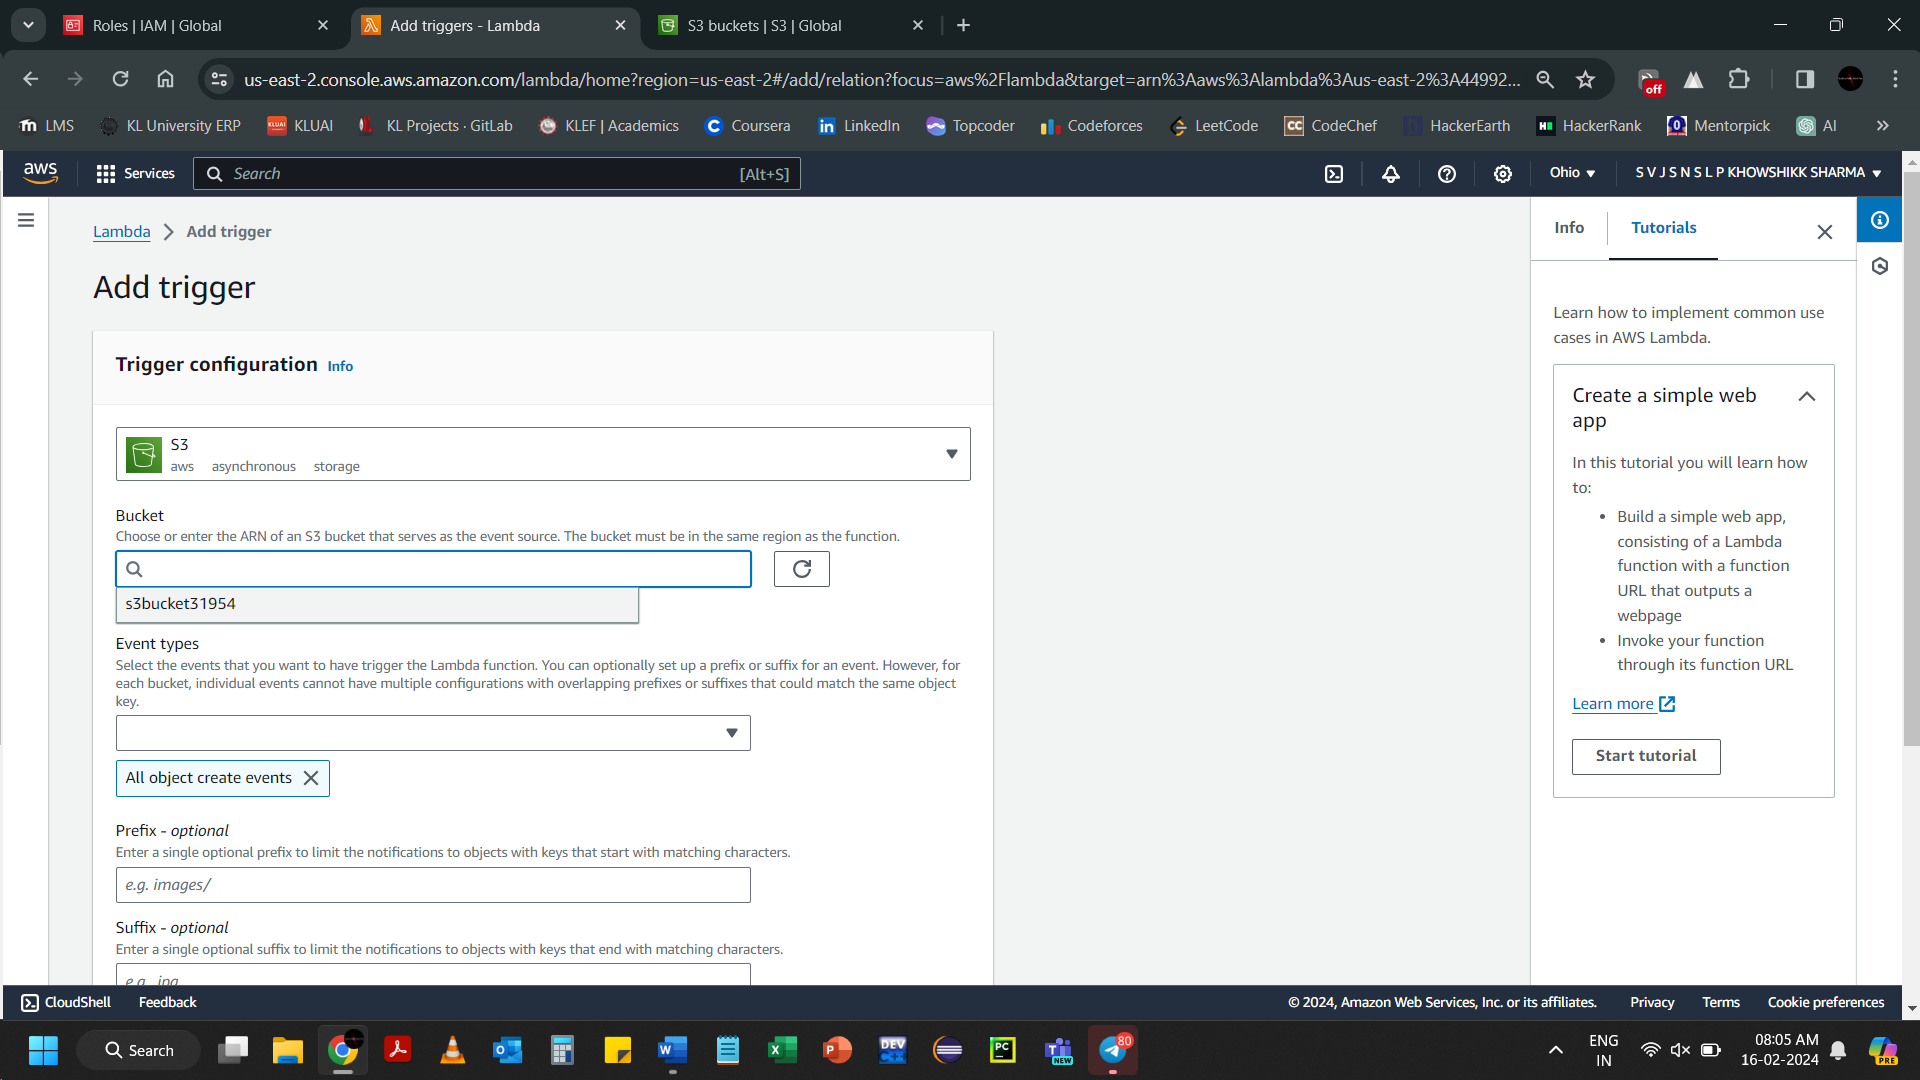 Roles | IAM | Global
Add triggers - Lambda
S3 buckets | S3 | Global
us-east-2.console.aws.amazon.com/lambda/home?region=us-east-2#/add/relation?focus=aws%2Flambda&target=arn%3Aaws%3Alambda%3Aus-east-2%3A44992...
off
LMS
KL University ERP
KLUAI
KL Projects · GitLab
KLEF | Academics
Coursera
LinkedIn
Topcoder
Codeforces
LeetCode
CodeChef
HackerEarth
HackerRank
Mentorpick
AI
aws
Services
Search
[Alt+S]
Ohio
S V J S N S L P KHOWSHIKK SHARMA
Lambda
Add trigger
Add trigger
Trigger configuration Info
S3
aws asynchronous storage
Bucket
Choose or enter the ARN of an S3 bucket that serves as the event source. The bucket must be in the same region as the function.
s3bucket31954
Event types
Select the events that you want to have trigger the Lambda function. You can optionally set up a prefix or suffix for an event. However, for
each bucket, individual events cannot have multiple configurations with overlapping prefixes or suffixes that could match the same object
key.
All object create events
Prefix - optional
Enter a single optional prefix to limit the notifications to objects with keys that start with matching characters.
e.g. images/
Suffix - optional
Enter a single optional suffix to limit the notifications to objects with keys that end with matching characters.
e.g. .jpg
Info
Tutorials
Learn how to implement common use
cases in AWS Lambda.
Create a simple web
app
In this tutorial you will learn how
to:
• Build a simple web app,
consisting of a Lambda
function with a function
URL that outputs a
webpage
• Invoke your function
through its function URL
Learn more
Start tutorial
CloudShell
Feedback
© 2024, Amazon Web Services, Inc. or its affiliates.
Privacy
Terms
Cookie preferences
Search
80
ENG
IN
08:05 AM
16-02-2024